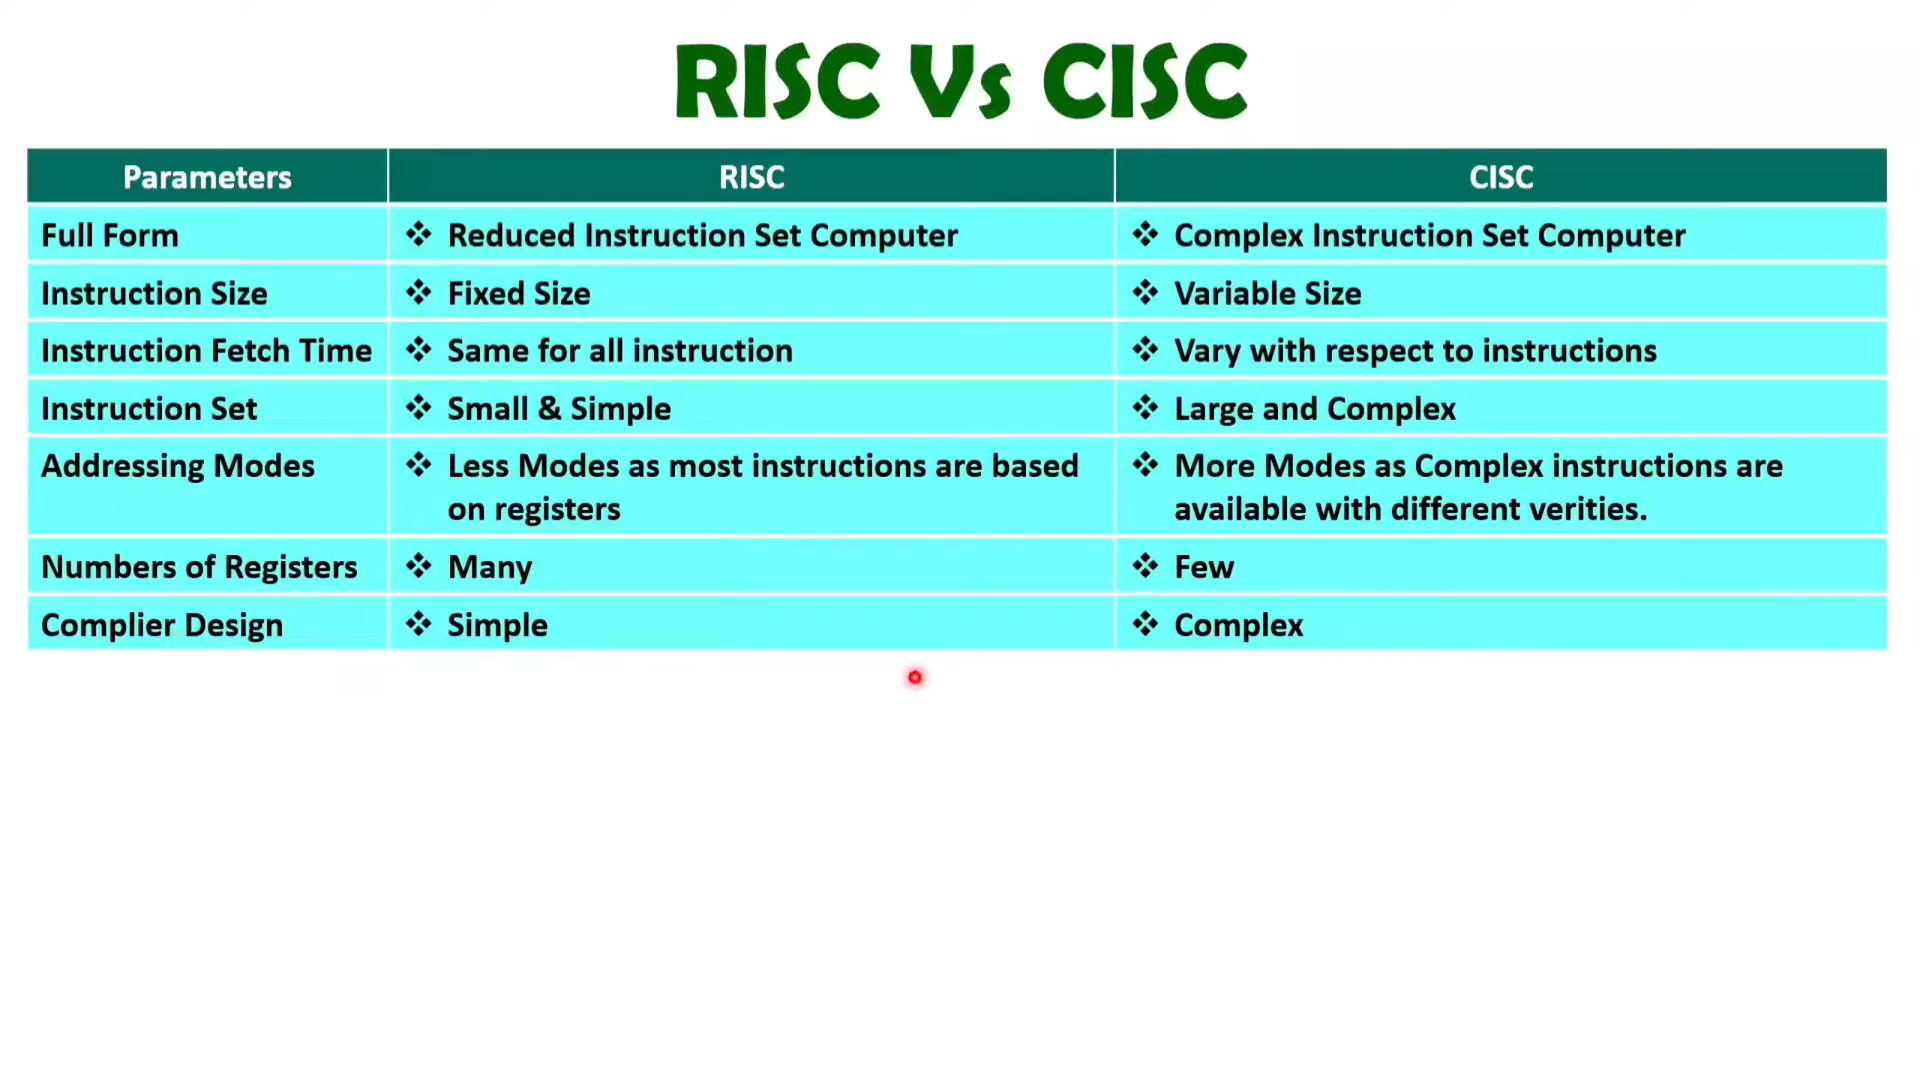 RISC Vs CISC
Parameters RISC CISC
Full Form ❖ Reduced Instruction Set Computer ❖ Complex Instruction Set Computer
Instruction Size ❖ Fixed Size ❖ Variable Size
Instruction Fetch Time ❖ Same for all instruction ❖ Vary with respect to instructions
Instruction Set ❖ Small & Simple ❖ Large and Complex
Addressing Modes ❖ Less Modes as most instructions are based ❖ More Modes as Complex instructions are
on registers available with different verities.
Numbers of Registers ❖ Many ❖ Few
Complier Design ❖ Simple ❖ Complex